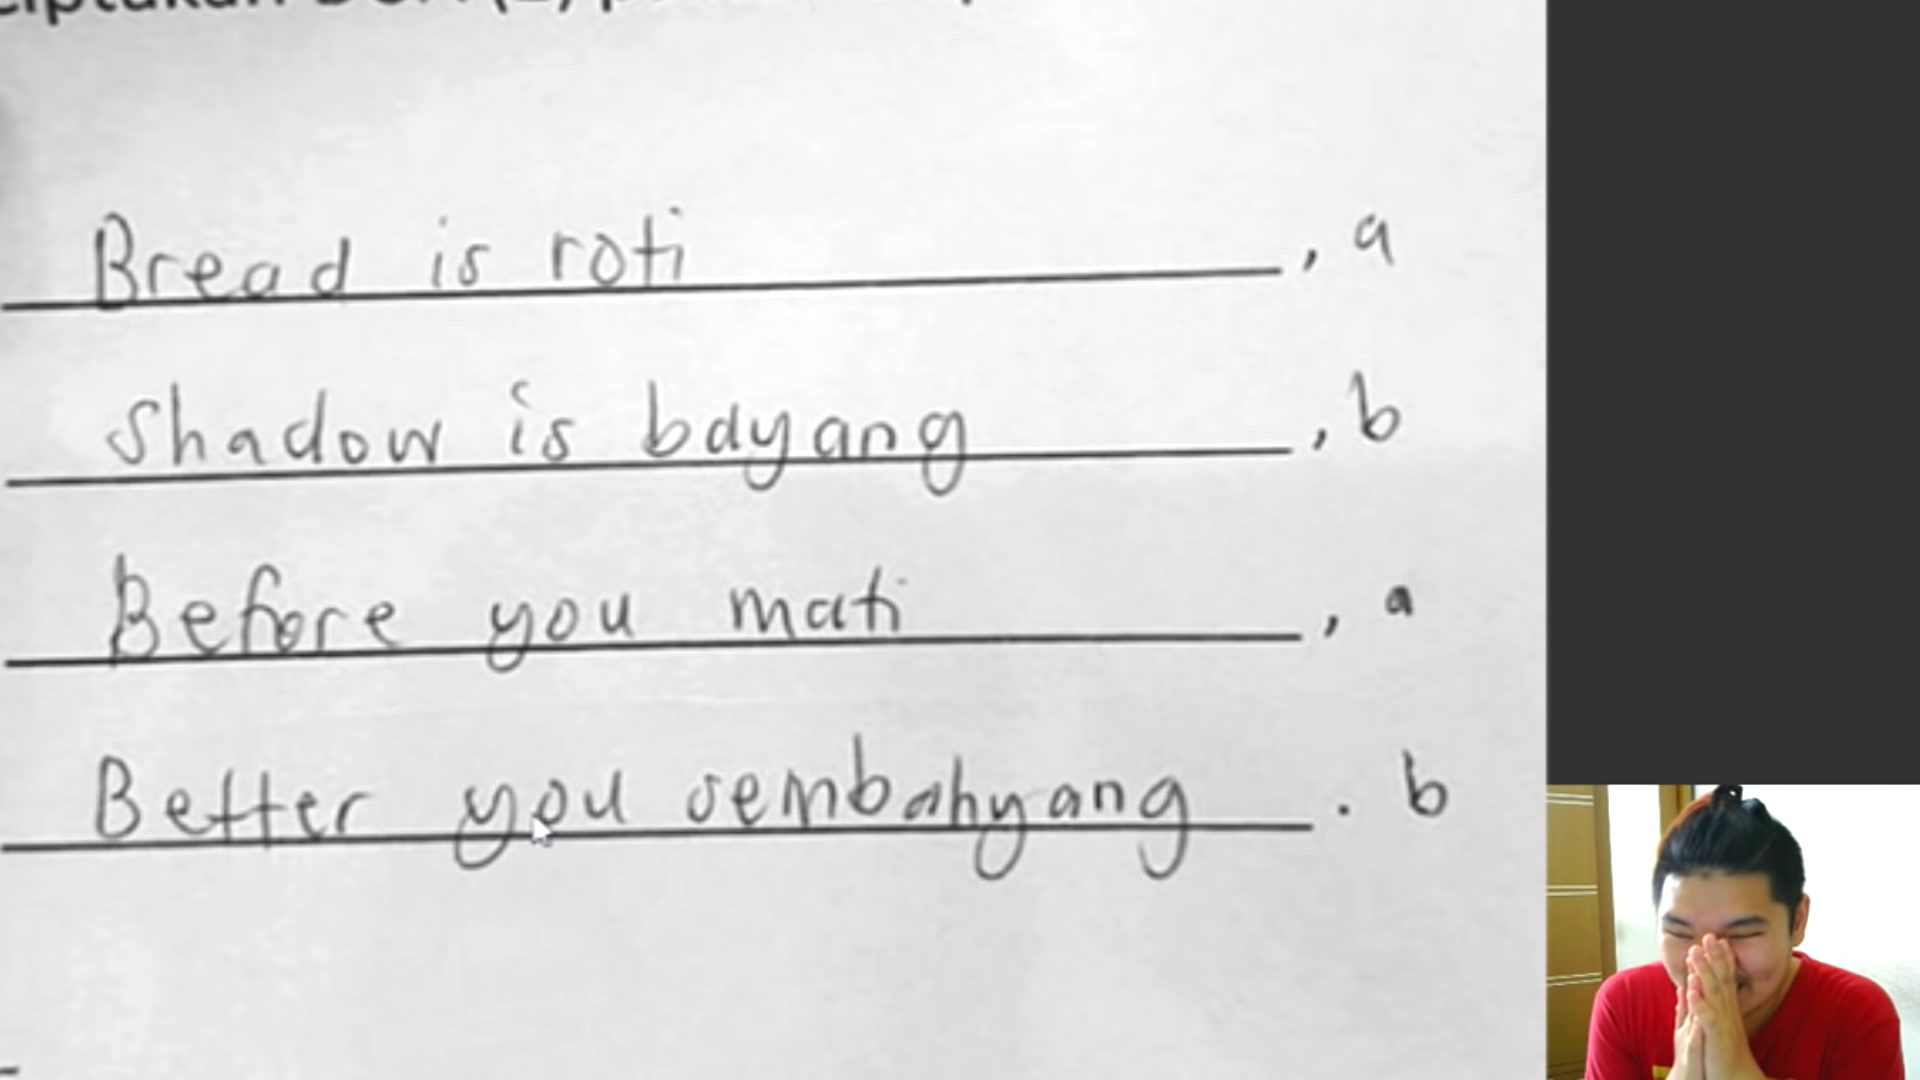 Bread is roti , a
Shadow is bayang , b
Before you mati , a
Better you sembahyang . b